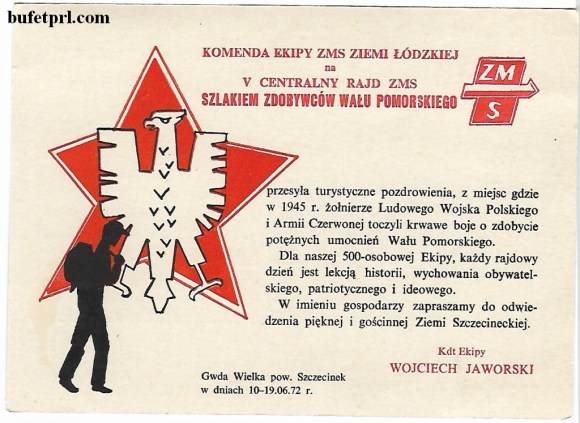 bufetprl.com
KOMENDA EKIPY ZMS ZIEMI ŁÓDZKIEJ
na
V CENTRALNY RAJD ZMS
SZLAKIEM ZDOBYWCÓW WAŁU POMORSKIEGO
ZM
S
przesyła turystyczne pozdrowienia, z miejsc gdzie
w 1945 r. żołnierze Ludowego Wojska Polskiego
i Armii Czerwonej toczyli krwawe boje o zdobycie
potężnych umocnień Wału Pomorskiego.
Dla naszej 500-osobowej Ekipy, każdy rajdowy
dzień jest lekcją historii, wychowania obywatel-
skiego, patriotycznego i ideowego.
W imieniu gospodarzy zapraszamy do odwie-
dzenia pięknej i gościnnej Ziemi Szczecineckiej.
Kdt Ekipy
WOJCIECH JAWORSKI
Gwda Wielka pow. Szczecinek
w dniach 10-19.06.72 r.